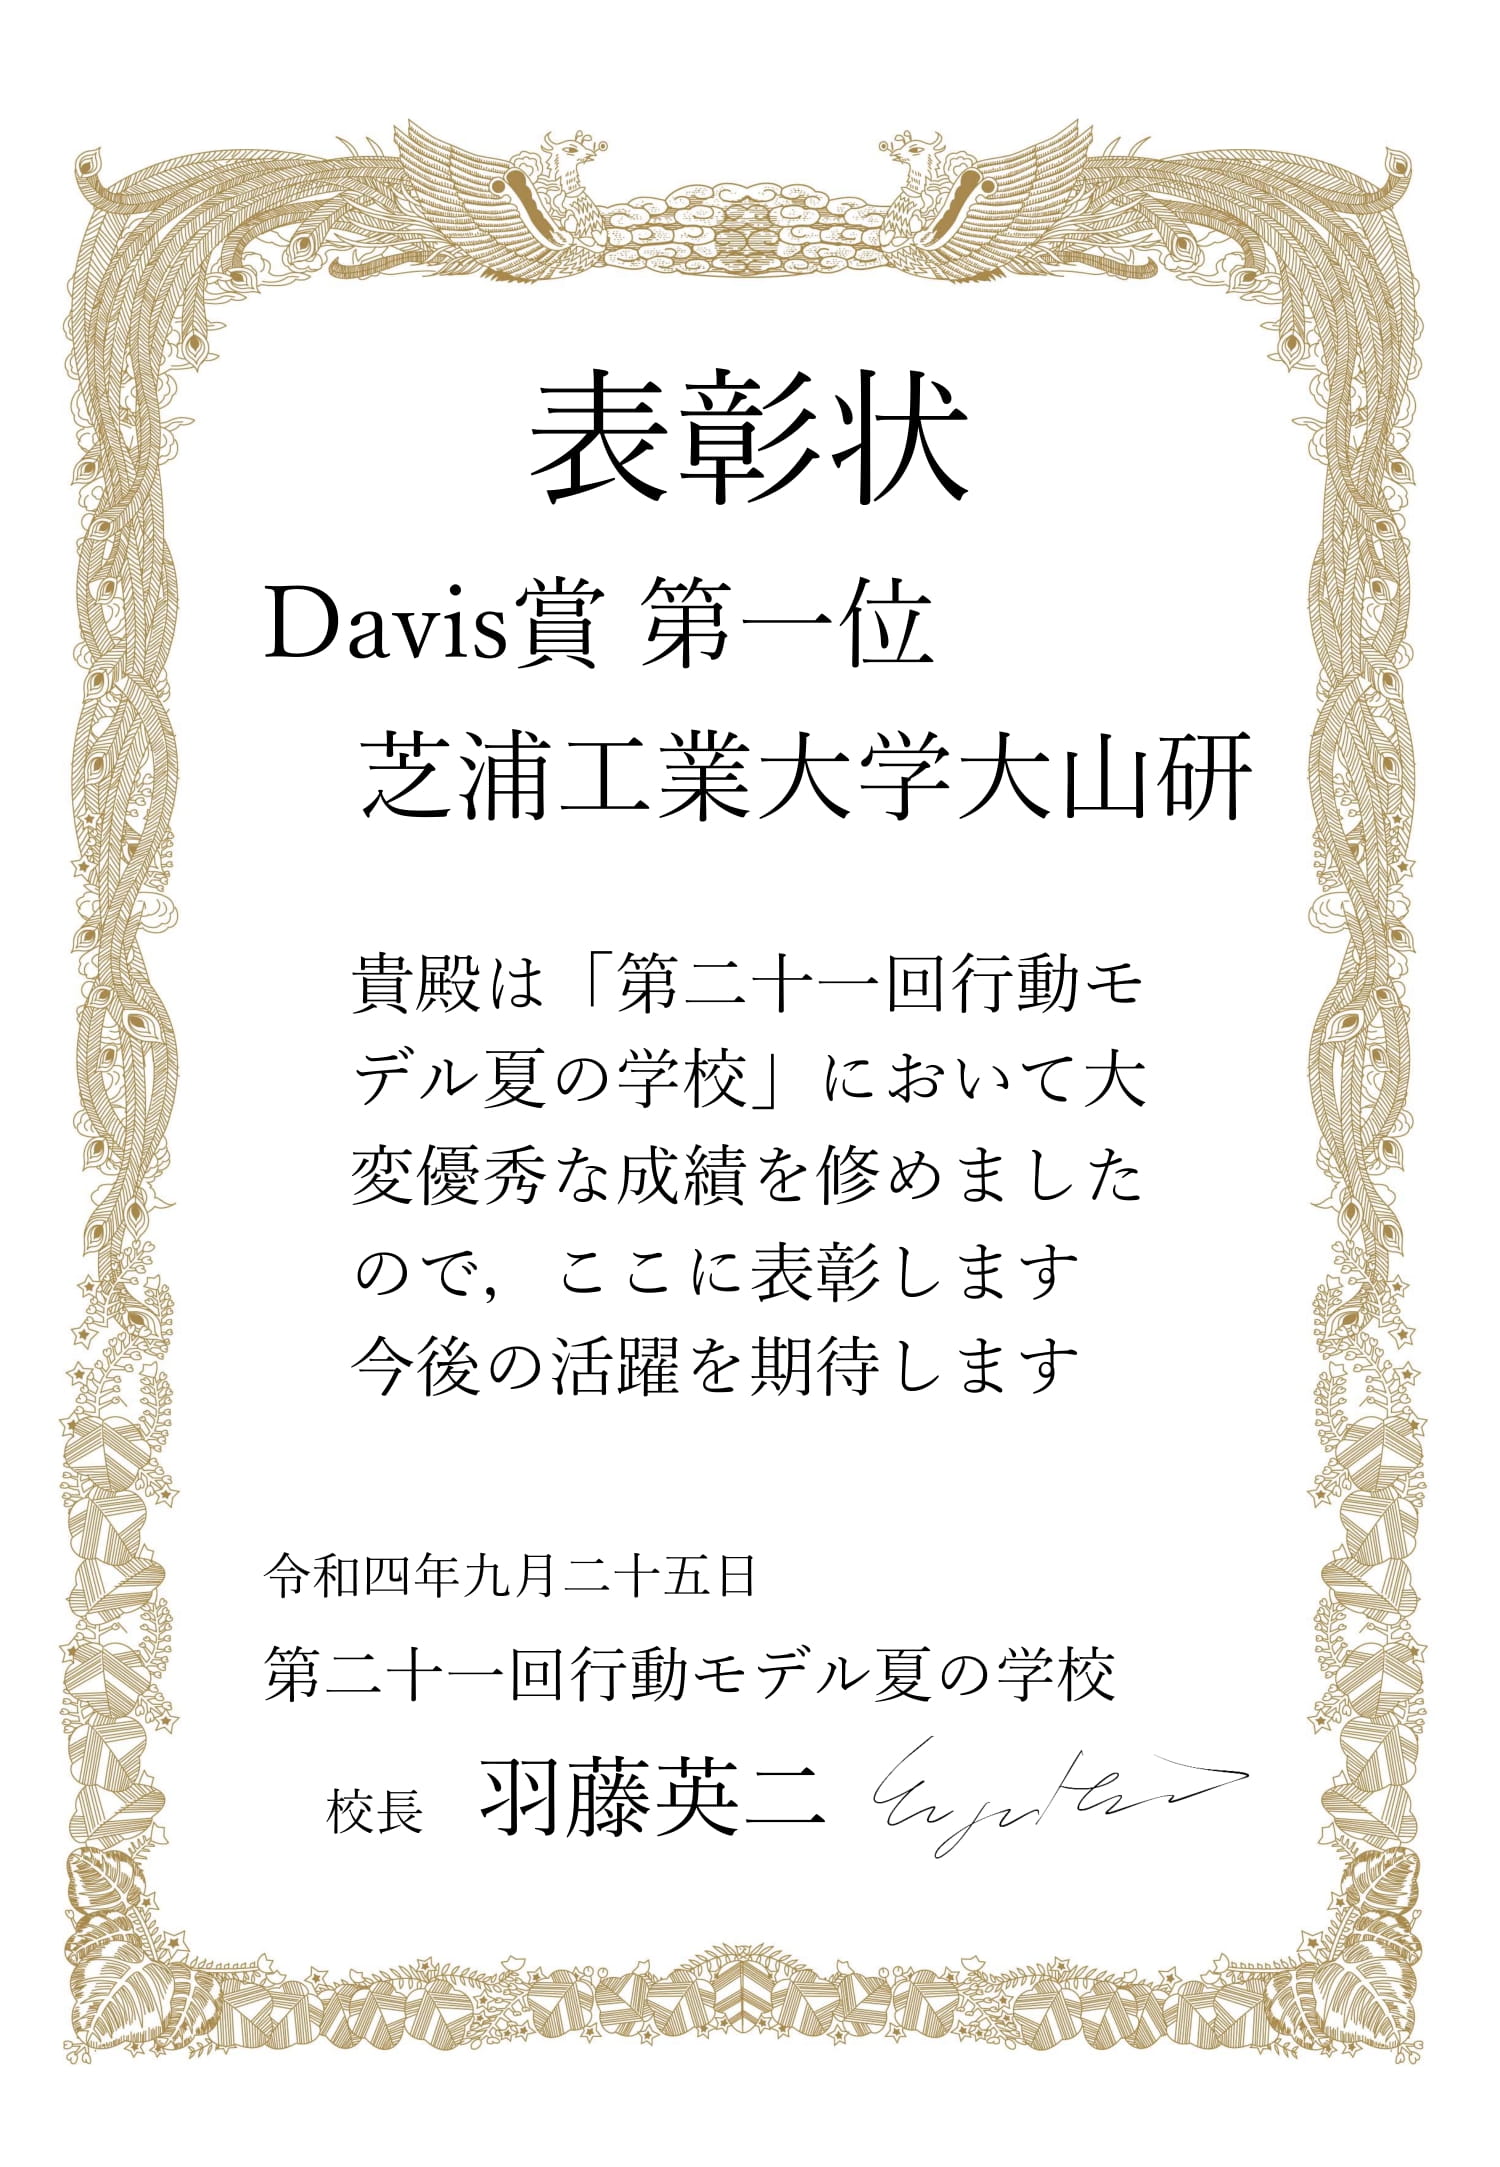 表彰状
Davis賞 第一位
芝浦工業大学大山研
貴殿は「第二十一回行動モ
デル夏の学校」において大
変優秀な成績を修めました
ので，ここに表彰します
今後の活躍を期待します
令和四年九月二十五日
第二十一回行動モデル夏の学校
校長 羽藤英二